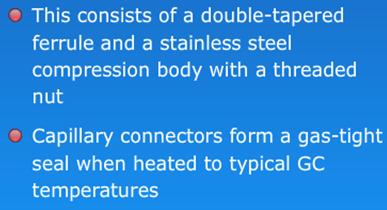 This consists of a double-tapered
ferrule and a stainless steel
compression body with a threaded
nut
Capillary connectors form a gas-tight
seal when heated to typical GC
temperatures